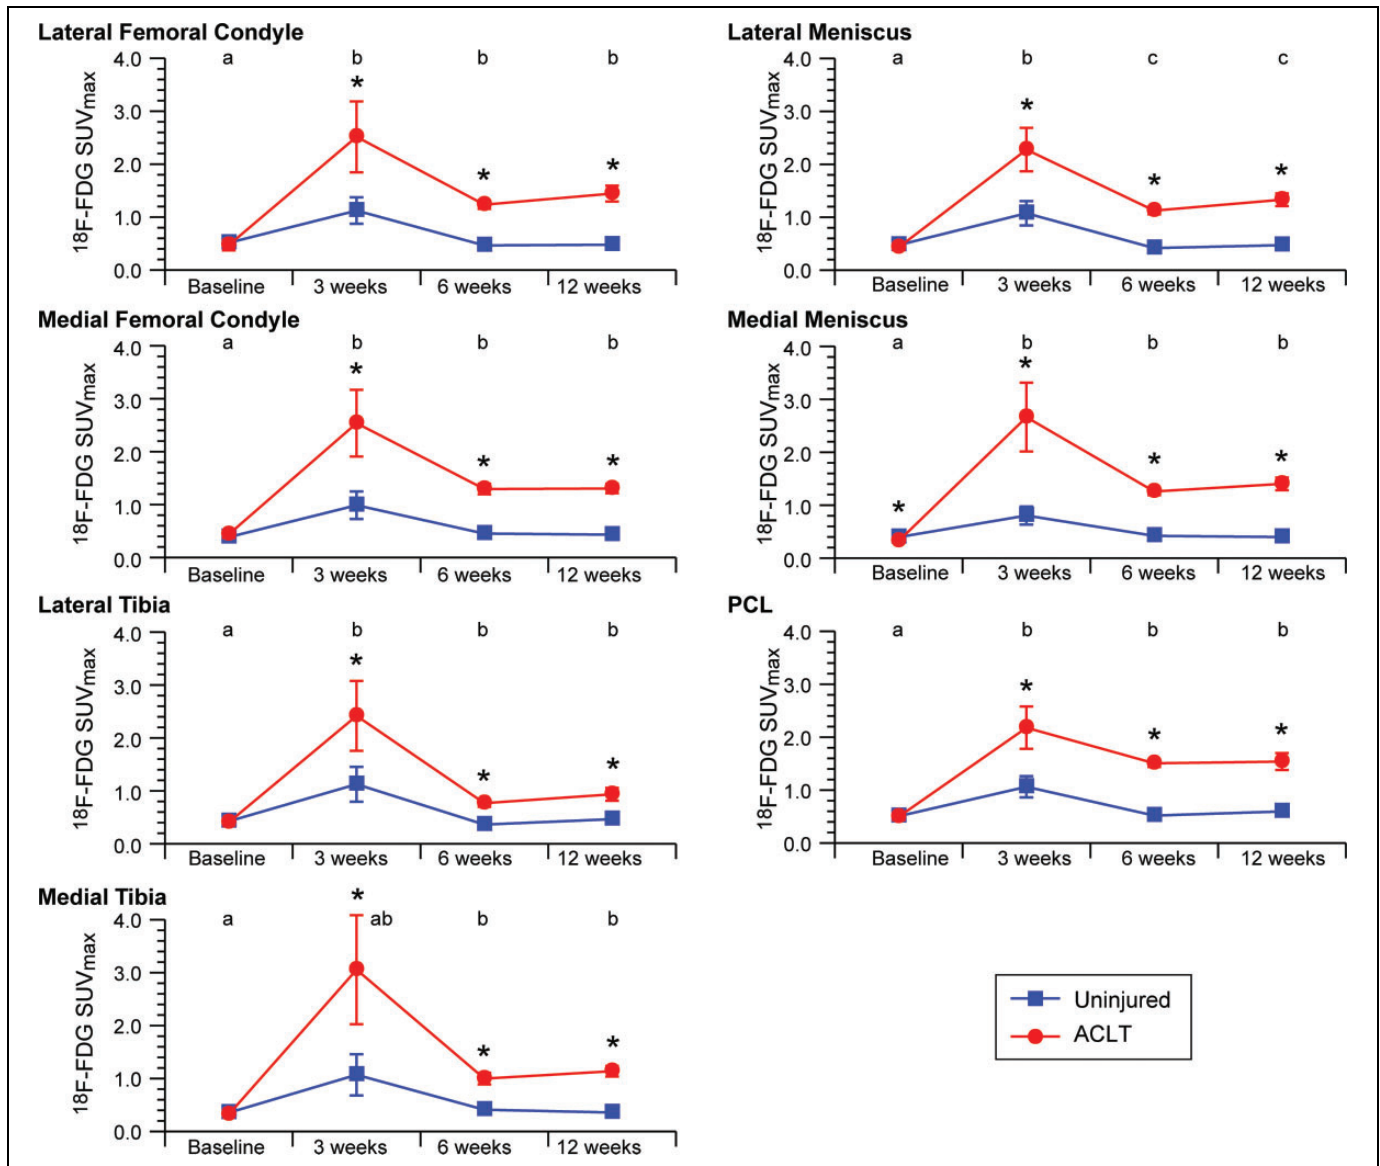 Lateral Femoral Condyle
a b b b
4.0
3.0
2.0
1.0
0.0
18F-FDG SUVmax
* * *
Baseline 3 weeks 6 weeks 12 weeks
Lateral Meniscus
a b c c
4.0
3.0
2.0
1.0
0.0
18F-FDG SUVmax
* * *
Baseline 3 weeks 6 weeks 12 weeks
Medial Femoral Condyle
a b b b
4.0
3.0
2.0
1.0
0.0
18F-FDG SUVmax
* * *
Baseline 3 weeks 6 weeks 12 weeks
Medial Meniscus
a b b b
4.0
3.0
2.0
1.0
0.0
18F-FDG SUVmax
* * * *
Baseline 3 weeks 6 weeks 12 weeks
Lateral Tibia
a b b b
4.0
3.0
2.0
1.0
0.0
18F-FDG SUVmax
* * *
Baseline 3 weeks 6 weeks 12 weeks
PCL
a b b b
4.0
3.0
2.0
1.0
0.0
18F-FDG SUVmax
* * *
Baseline 3 weeks 6 weeks 12 weeks
Medial Tibia
a ab b b
4.0
3.0
2.0
1.0
0.0
18F-FDG SUVmax
* * *
Baseline 3 weeks 6 weeks 12 weeks
Uninjured
ACLT